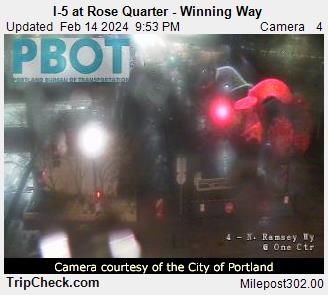 I-5 at Rose Quarter - Winning Way
Updated Feb 14 2024 9:53 PM Camera 4
PBOT
PORTLAND BUREAU OF TRANSPORTATION
4 - N. Ramsey Wy
@ One Ctr
Camera courtesy of the City of Portland
TripCheck.com Milepost302.00